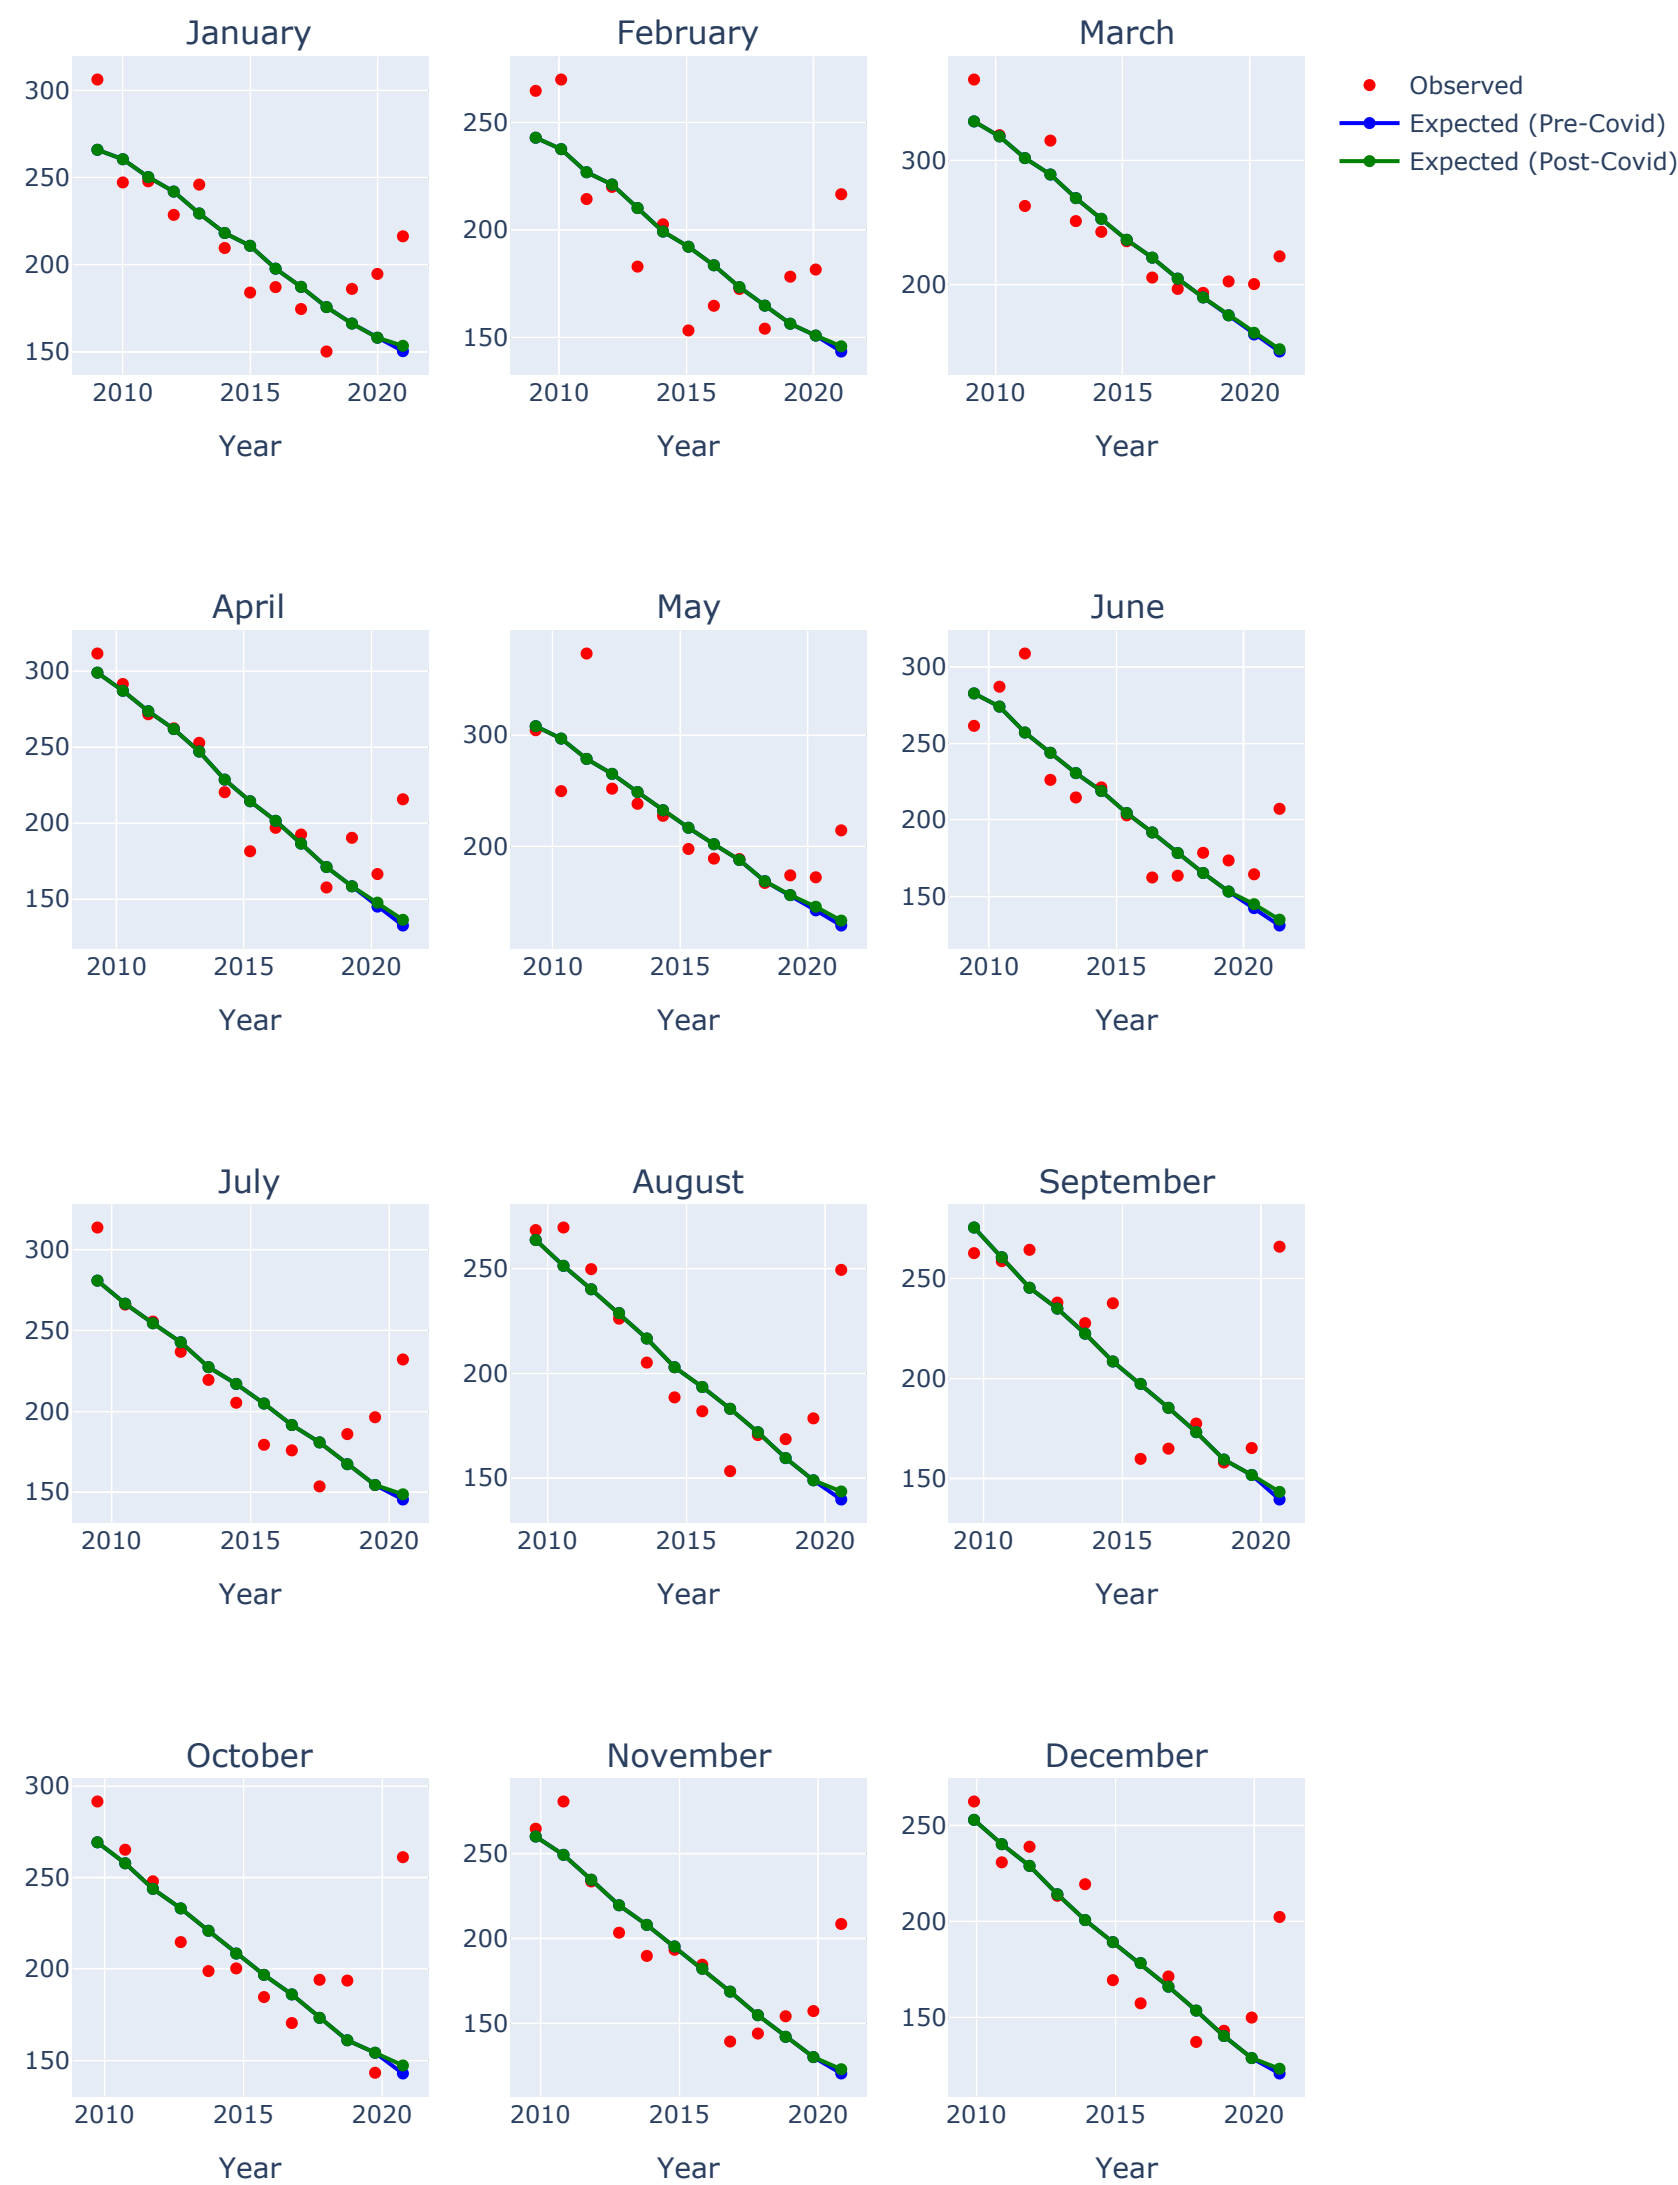 January
February
March
Observed
Expected (Pre-Covid)
Expected (Post-Covid)
300
250
200
150
2010
2015
2020
Year
250
200
150
2010
2015
2020
Year
300
200
2010
2015
2020
Year
April
May
June
300
250
200
150
2010
2015
2020
Year
300
200
2010
2015
2020
Year
300
250
200
150
2010
2015
2020
Year
July
August
September
300
250
200
150
2010
2015
2020
Year
250
200
150
2010
2015
2020
Year
250
200
150
2010
2015
2020
Year
October
November
December
300
250
200
150
2010
2015
2020
Year
250
200
150
2010
2015
2020
Year
250
200
150
2010
2015
2020
Year